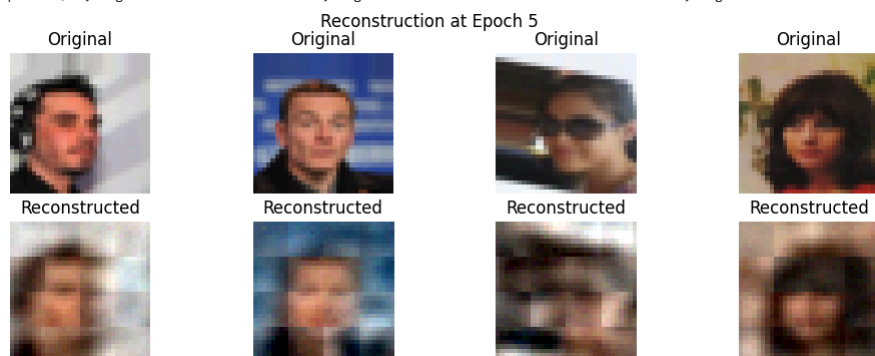 Reconstruction at Epoch 5
Original Original Original Original
Reconstructed Reconstructed Reconstructed Reconstructed